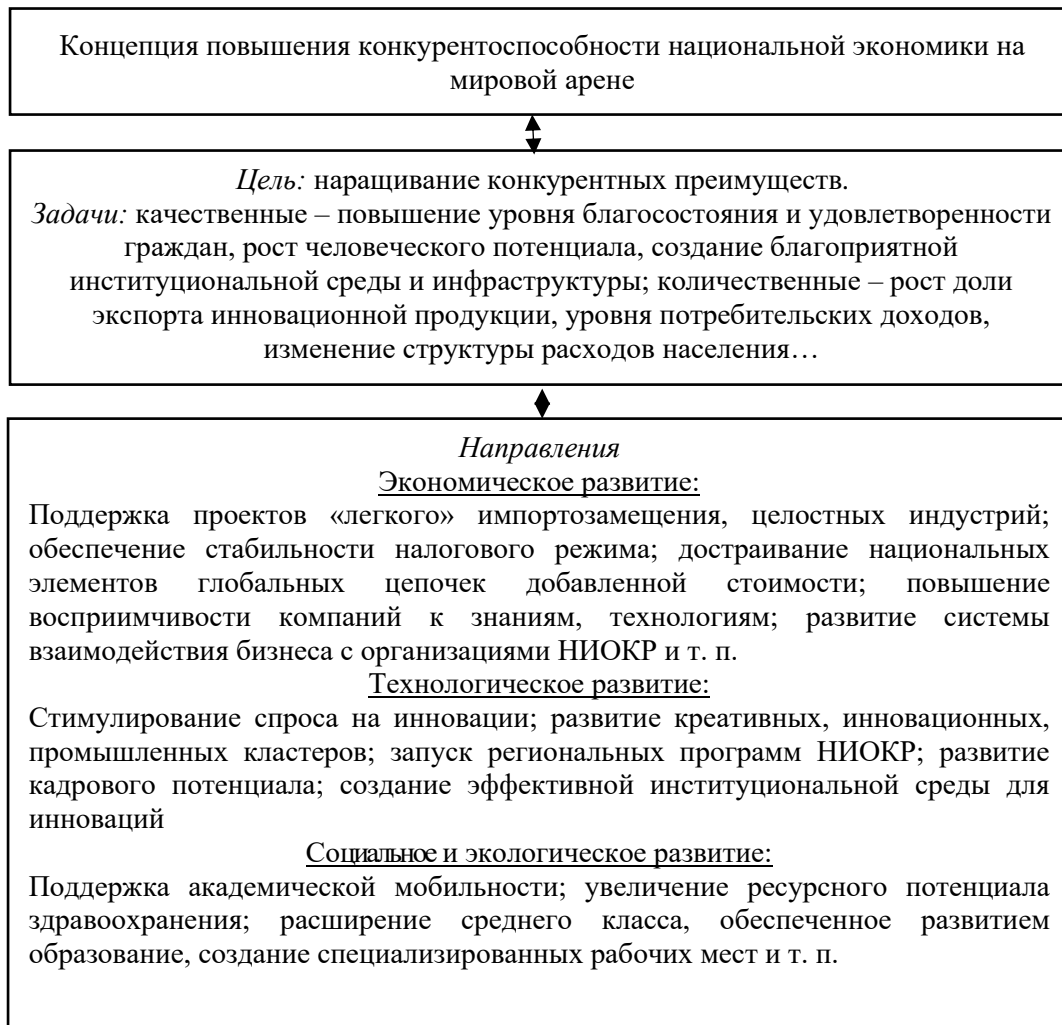 Концепция повышения конкурентоспособности национальной экономики на
мировой арене
Цель: наращивание конкурентных преимуществ.
Задачи: качественные – повышение уровня благосостояния и удовлетворенности
граждан, рост человеческого потенциала, создание благоприятной
институциональной среды и инфраструктуры; количественные – рост доли
экспорта инновационной продукции, уровня потребительских доходов,
изменение структуры расходов населения…
Направления
Экономическое развитие:
Поддержка проектов «легкого» импортозамещения, целостных индустрий;
обеспечение стабильности налогового режима; достраивание национальных
элементов глобальных цепочек добавленной стоимости; повышение
восприимчивости компаний к знаниям, технологиям; развитие системы
взаимодействия бизнеса с организациями НИОКР и т. п.
Технологическое развитие:
Стимулирование спроса на инновации; развитие креативных, инновационных,
промышленных кластеров; запуск региональных программ НИОКР; развитие
кадрового потенциала; создание эффективной институциональной среды для
инноваций
Социальное и экологическое развитие:
Поддержка академической мобильности; увеличение ресурсного потенциала
здравоохранения; расширение среднего класса, обеспеченное развитием
образование, создание специализированных рабочих мест и т. п.